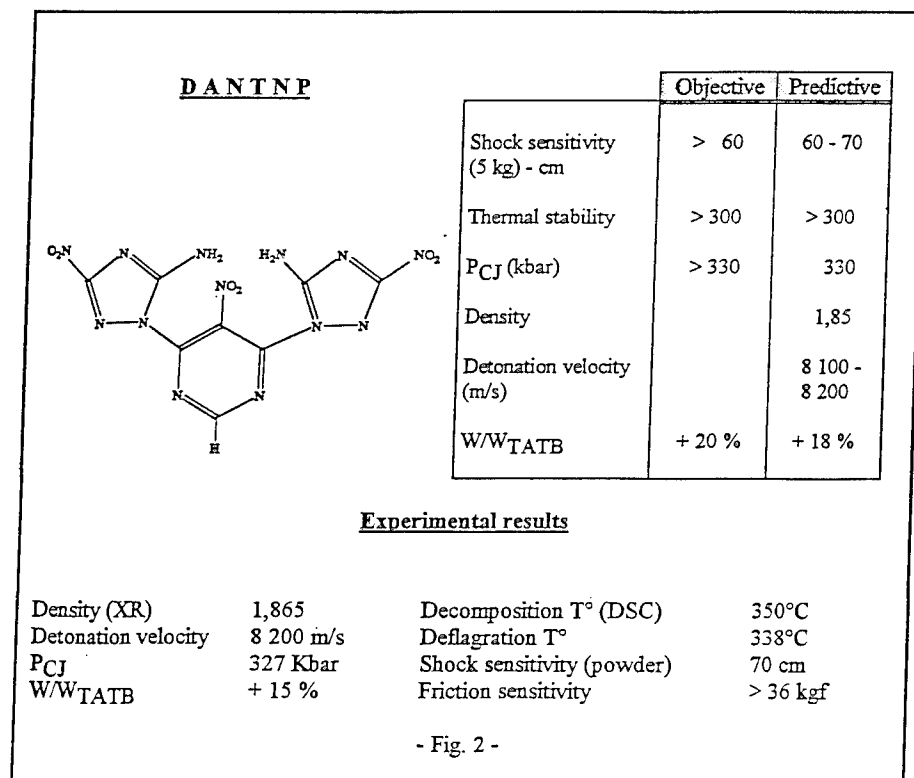 DANTNP
Objective Predictive
Shock sensitivity > 60 60 - 70
(5 kg) - cm
Thermal stability > 300 > 300
PCJ (kbar) > 330 330
Density 1,85
Detonation velocity 8 100 -
(m/s) 8 200
W/WTATB + 20 % + 18 %
O2N N NH2 H2N N NO2
NO2
N N N N
N N
H
Experimental results
Density (XR) 1,865 Decomposition T° (DSC) 350°C
Detonation velocity 8 200 m/s Deflagration T° 338°C
PCJ 327 Kbar Shock sensitivity (powder) 70 cm
W/WTATB + 15 % Friction sensitivity > 36 kgf
- Fig. 2 -